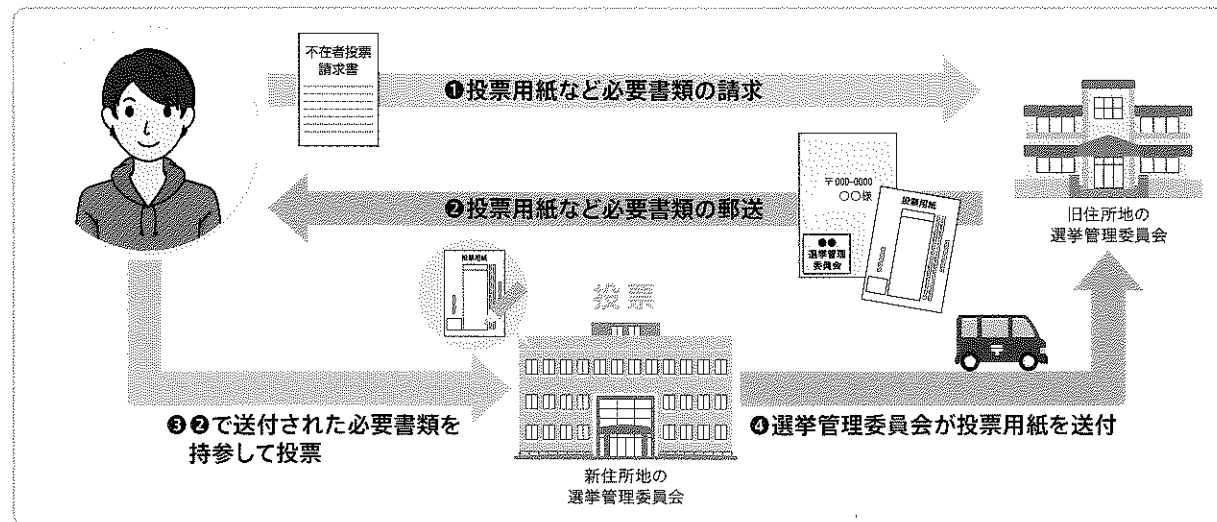 不在者投票
請求書
❶投票用紙など必要書類の請求
〒000-0000
○○様
投票用紙
●●
選挙管理
委員会
❷投票用紙など必要書類の郵送
旧住所地の
選挙管理委員会
投票用紙
投票
〒
❸❷で送付された必要書類を
持参して投票
❹選挙管理委員会が投票用紙を送付
新住所地の
選挙管理委員会